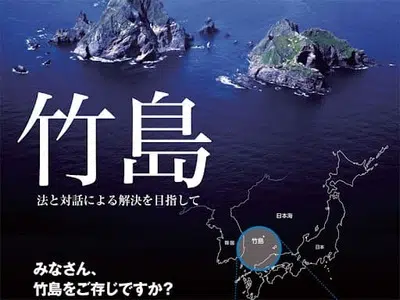 竹島
法と対話による解決を目指して
日本海
竹島
韓国
日本
みなさん、
竹島をご存じですか?